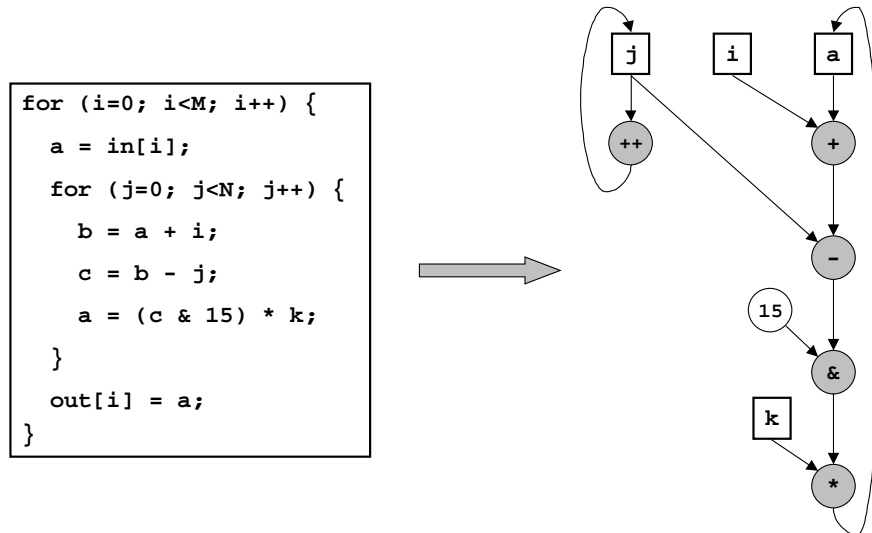 for (i=0; i<M; i++) {
a = in[i];
for (j=0; j<N; j++) {
b = a + i;
c = b - j;
a = (c & 15) * k;
}
out[i] = a;
}
j
i
a
++
+
-
15
&
k
*